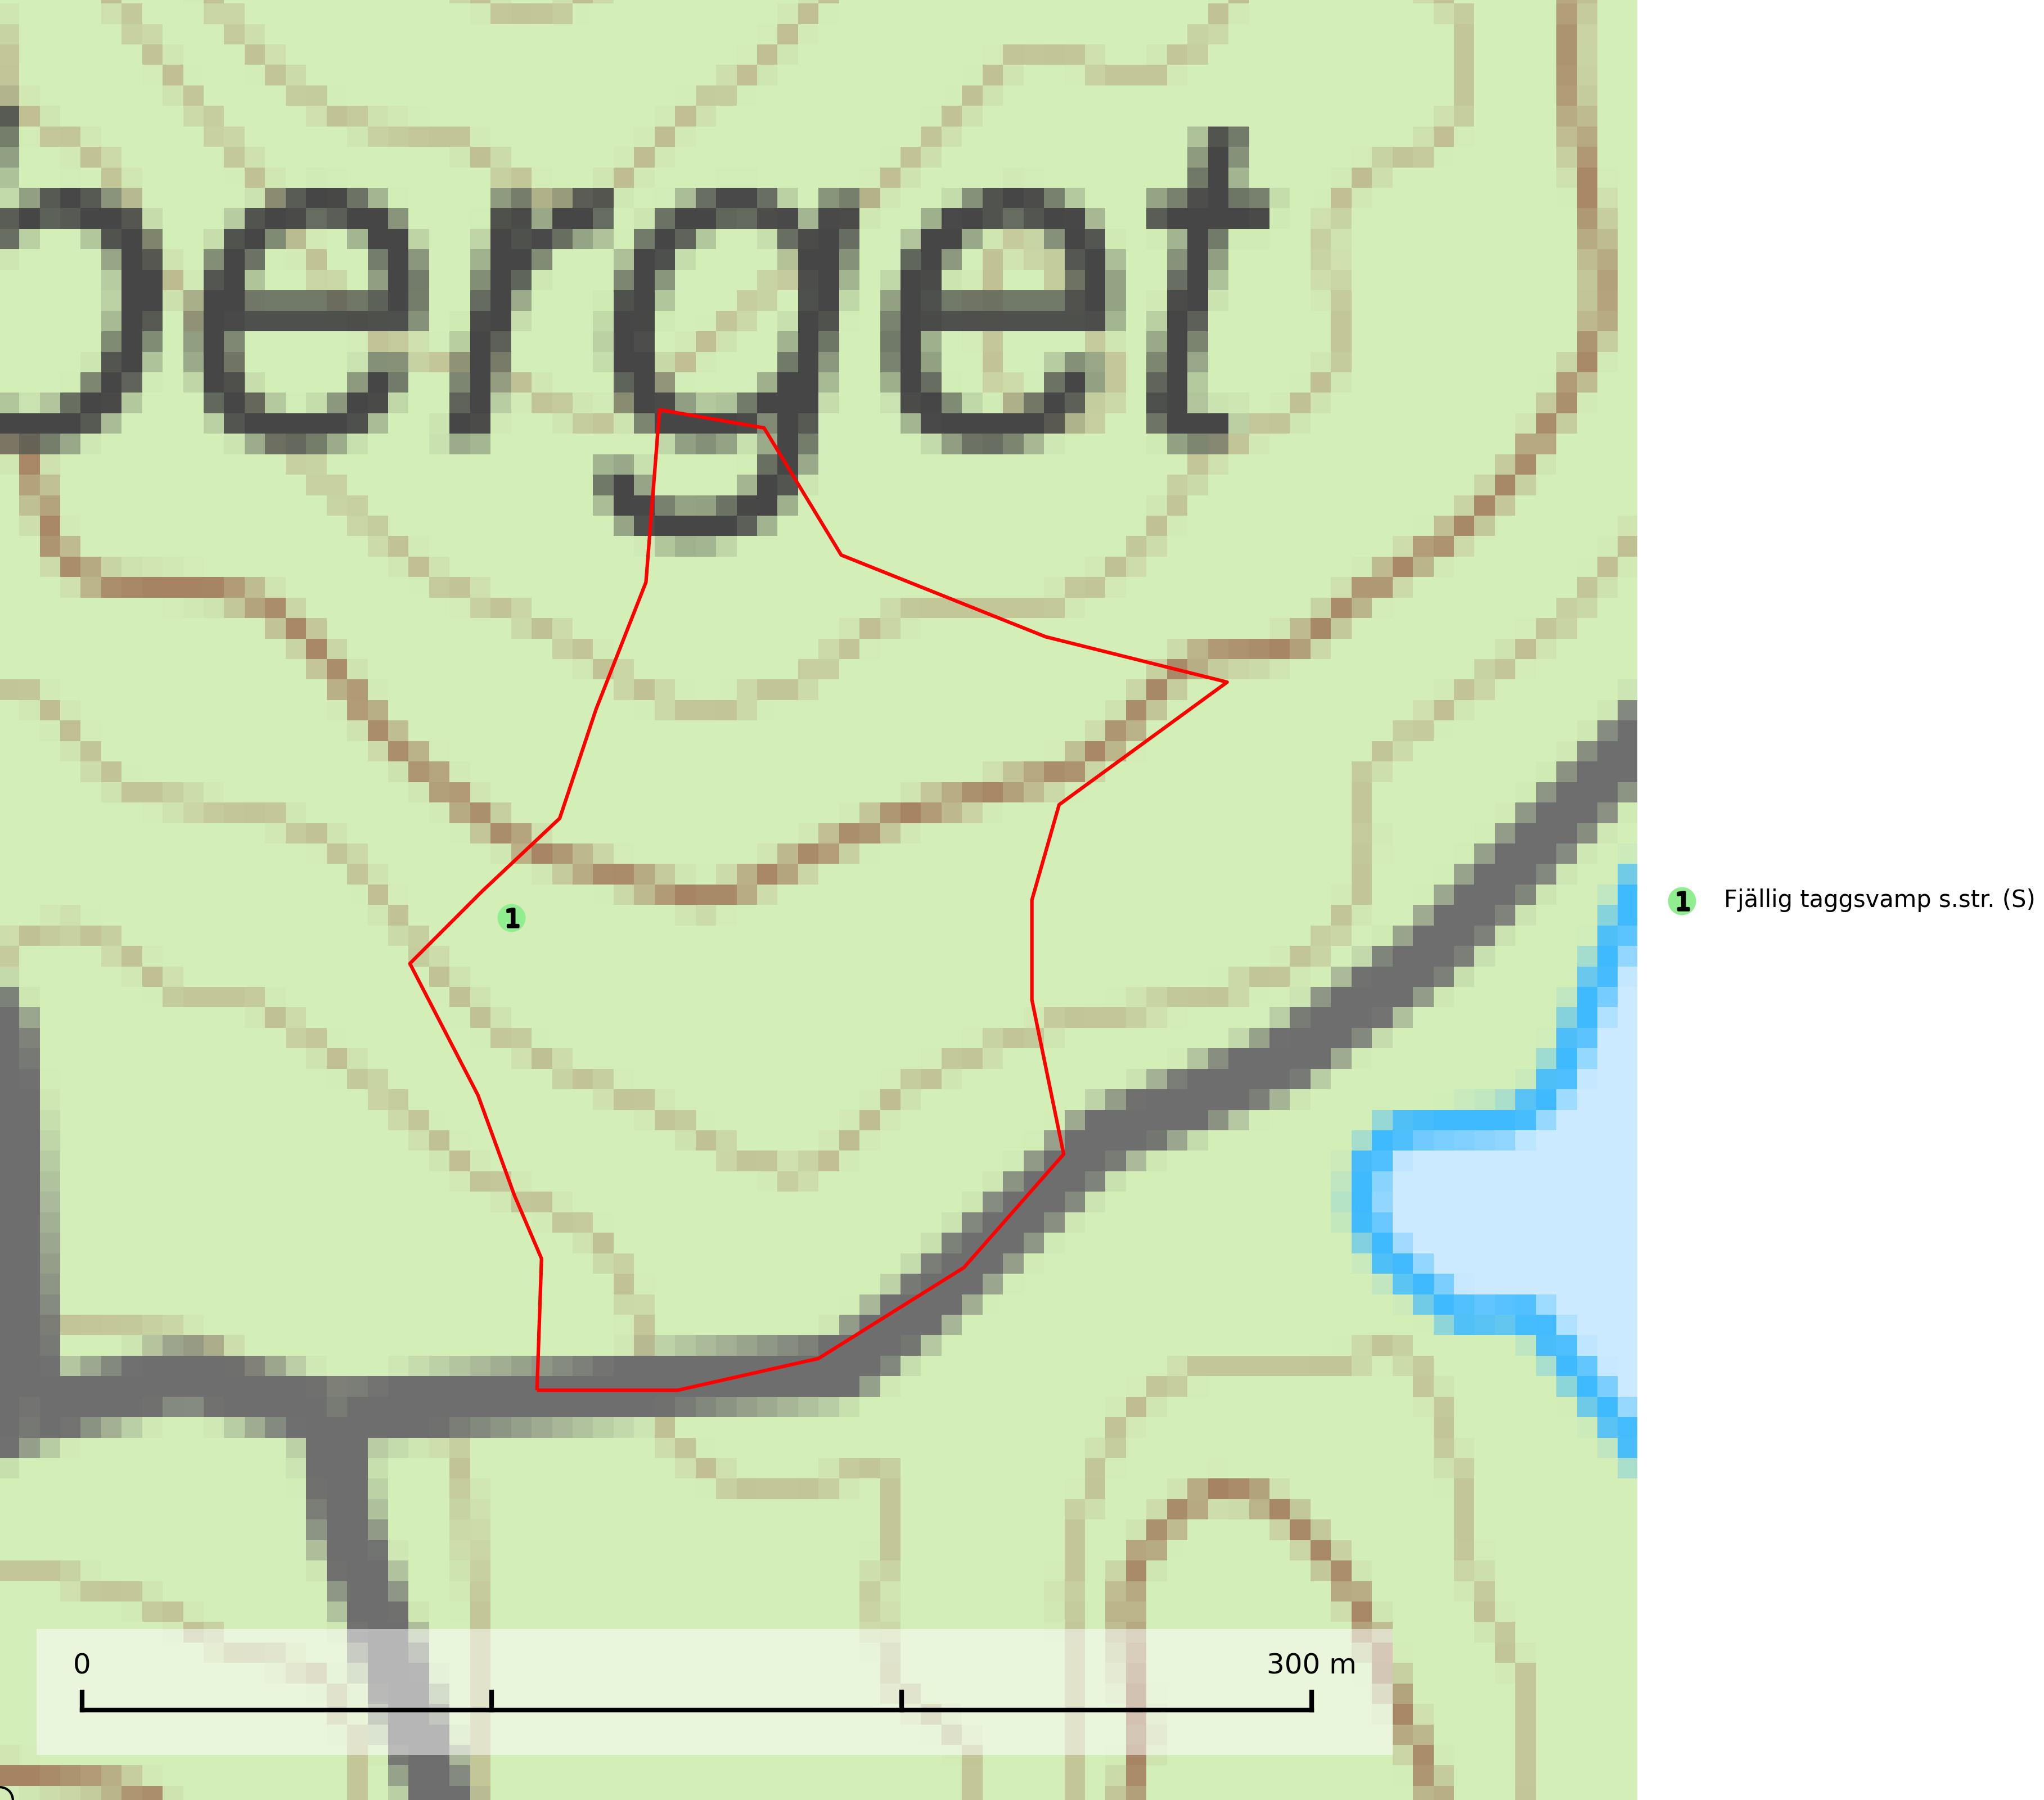 berget
1
1 Fjällig taggsvamp s.str. (S)
0 300 m